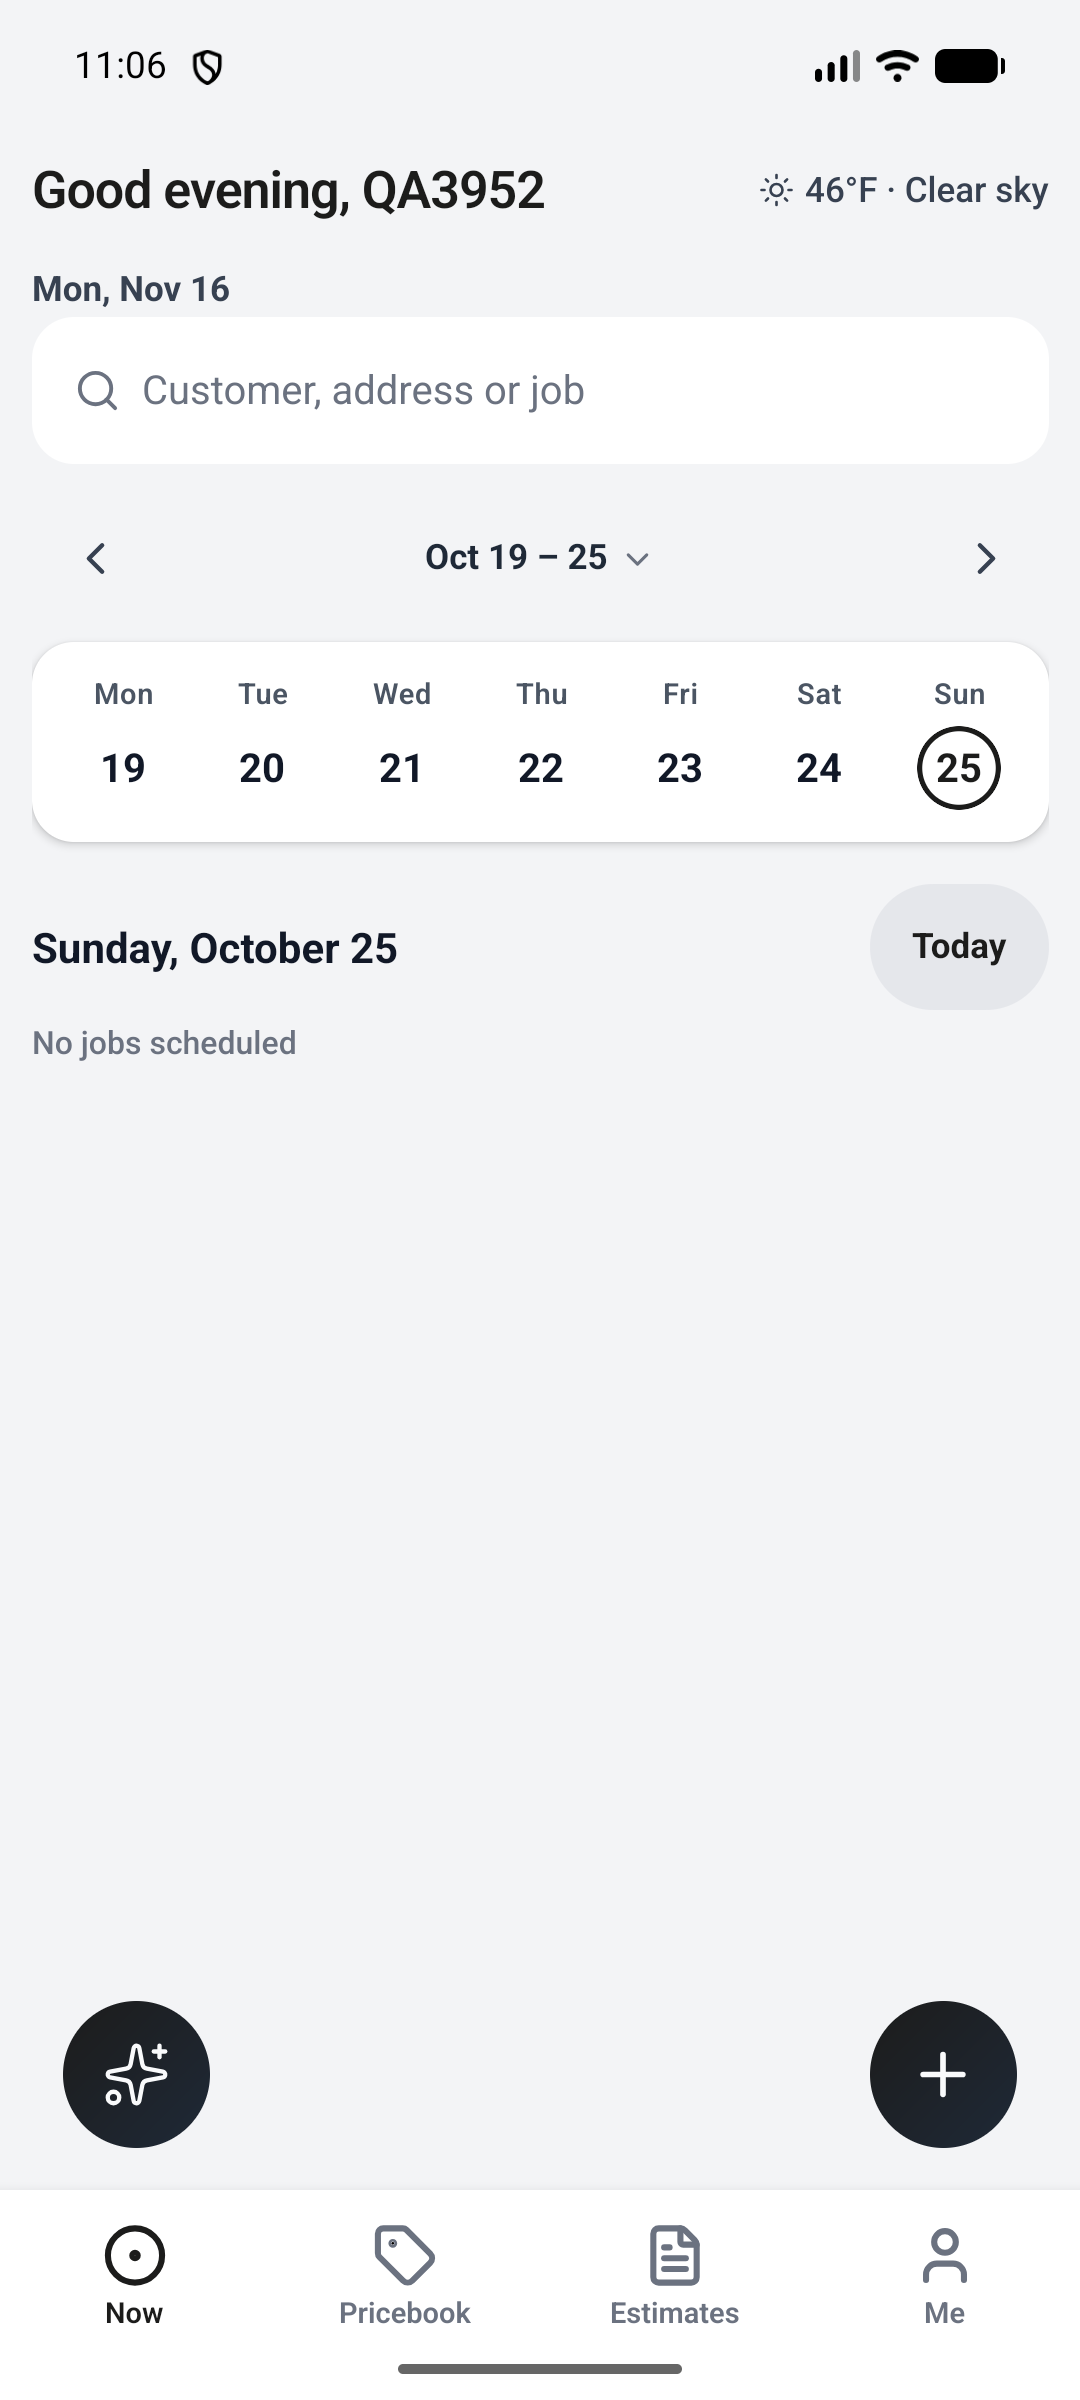 11:06
Good evening, QA3952
46°F · Clear sky
Mon, Nov 16
Customer, address or job
Oct 19 – 25
Mon Tue Wed Thu Fri Sat Sun
19 20 21 22 23 24 25
Sunday, October 25
Today
No jobs scheduled
Now Pricebook Estimates Me